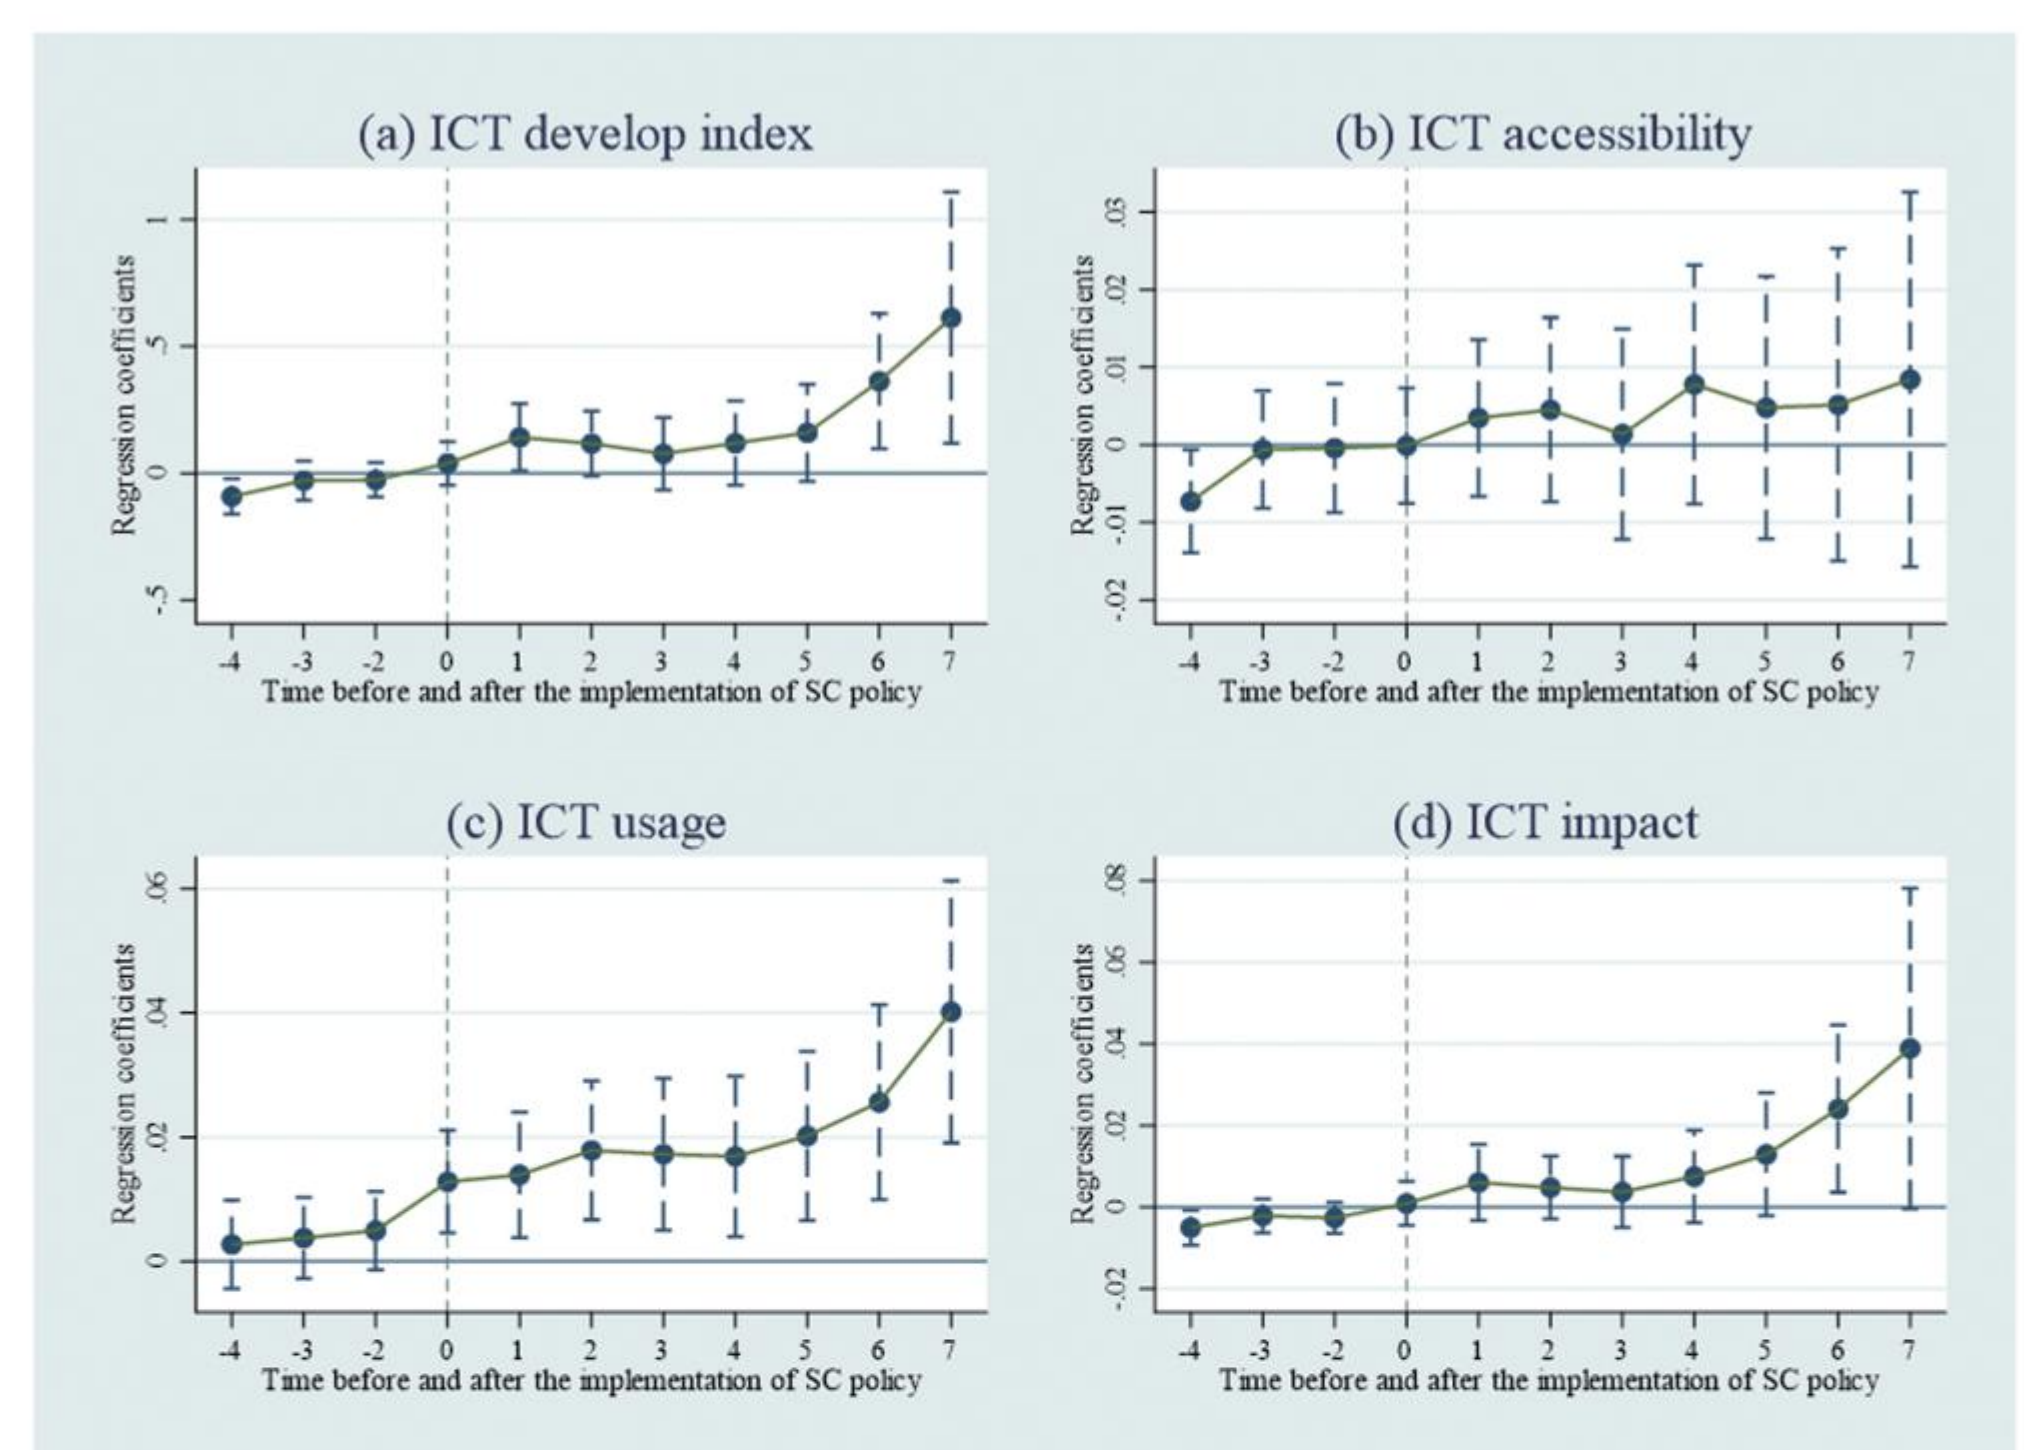 (a) ICT develop index
Regression coefficients
1
.5
0
-.5
-4 -3 -2 0 1 2 3 4 5 6 7
Time before and after the implementation of SC policy
(b) ICT accessibility
Regression coefficients
.03
.02
.01
0
-.01
-.02
-4 -3 -2 0 1 2 3 4 5 6 7
Time before and after the implementation of SC policy
(c) ICT usage
Regression coefficients
.06
.04
.02
0
-4 -3 -2 0 1 2 3 4 5 6 7
Time before and after the implementation of SC policy
(d) ICT impact
Regression coefficients
.08
.06
.04
.02
0
-.02
-4 -3 -2 0 1 2 3 4 5 6 7
Time before and after the implementation of SC policy